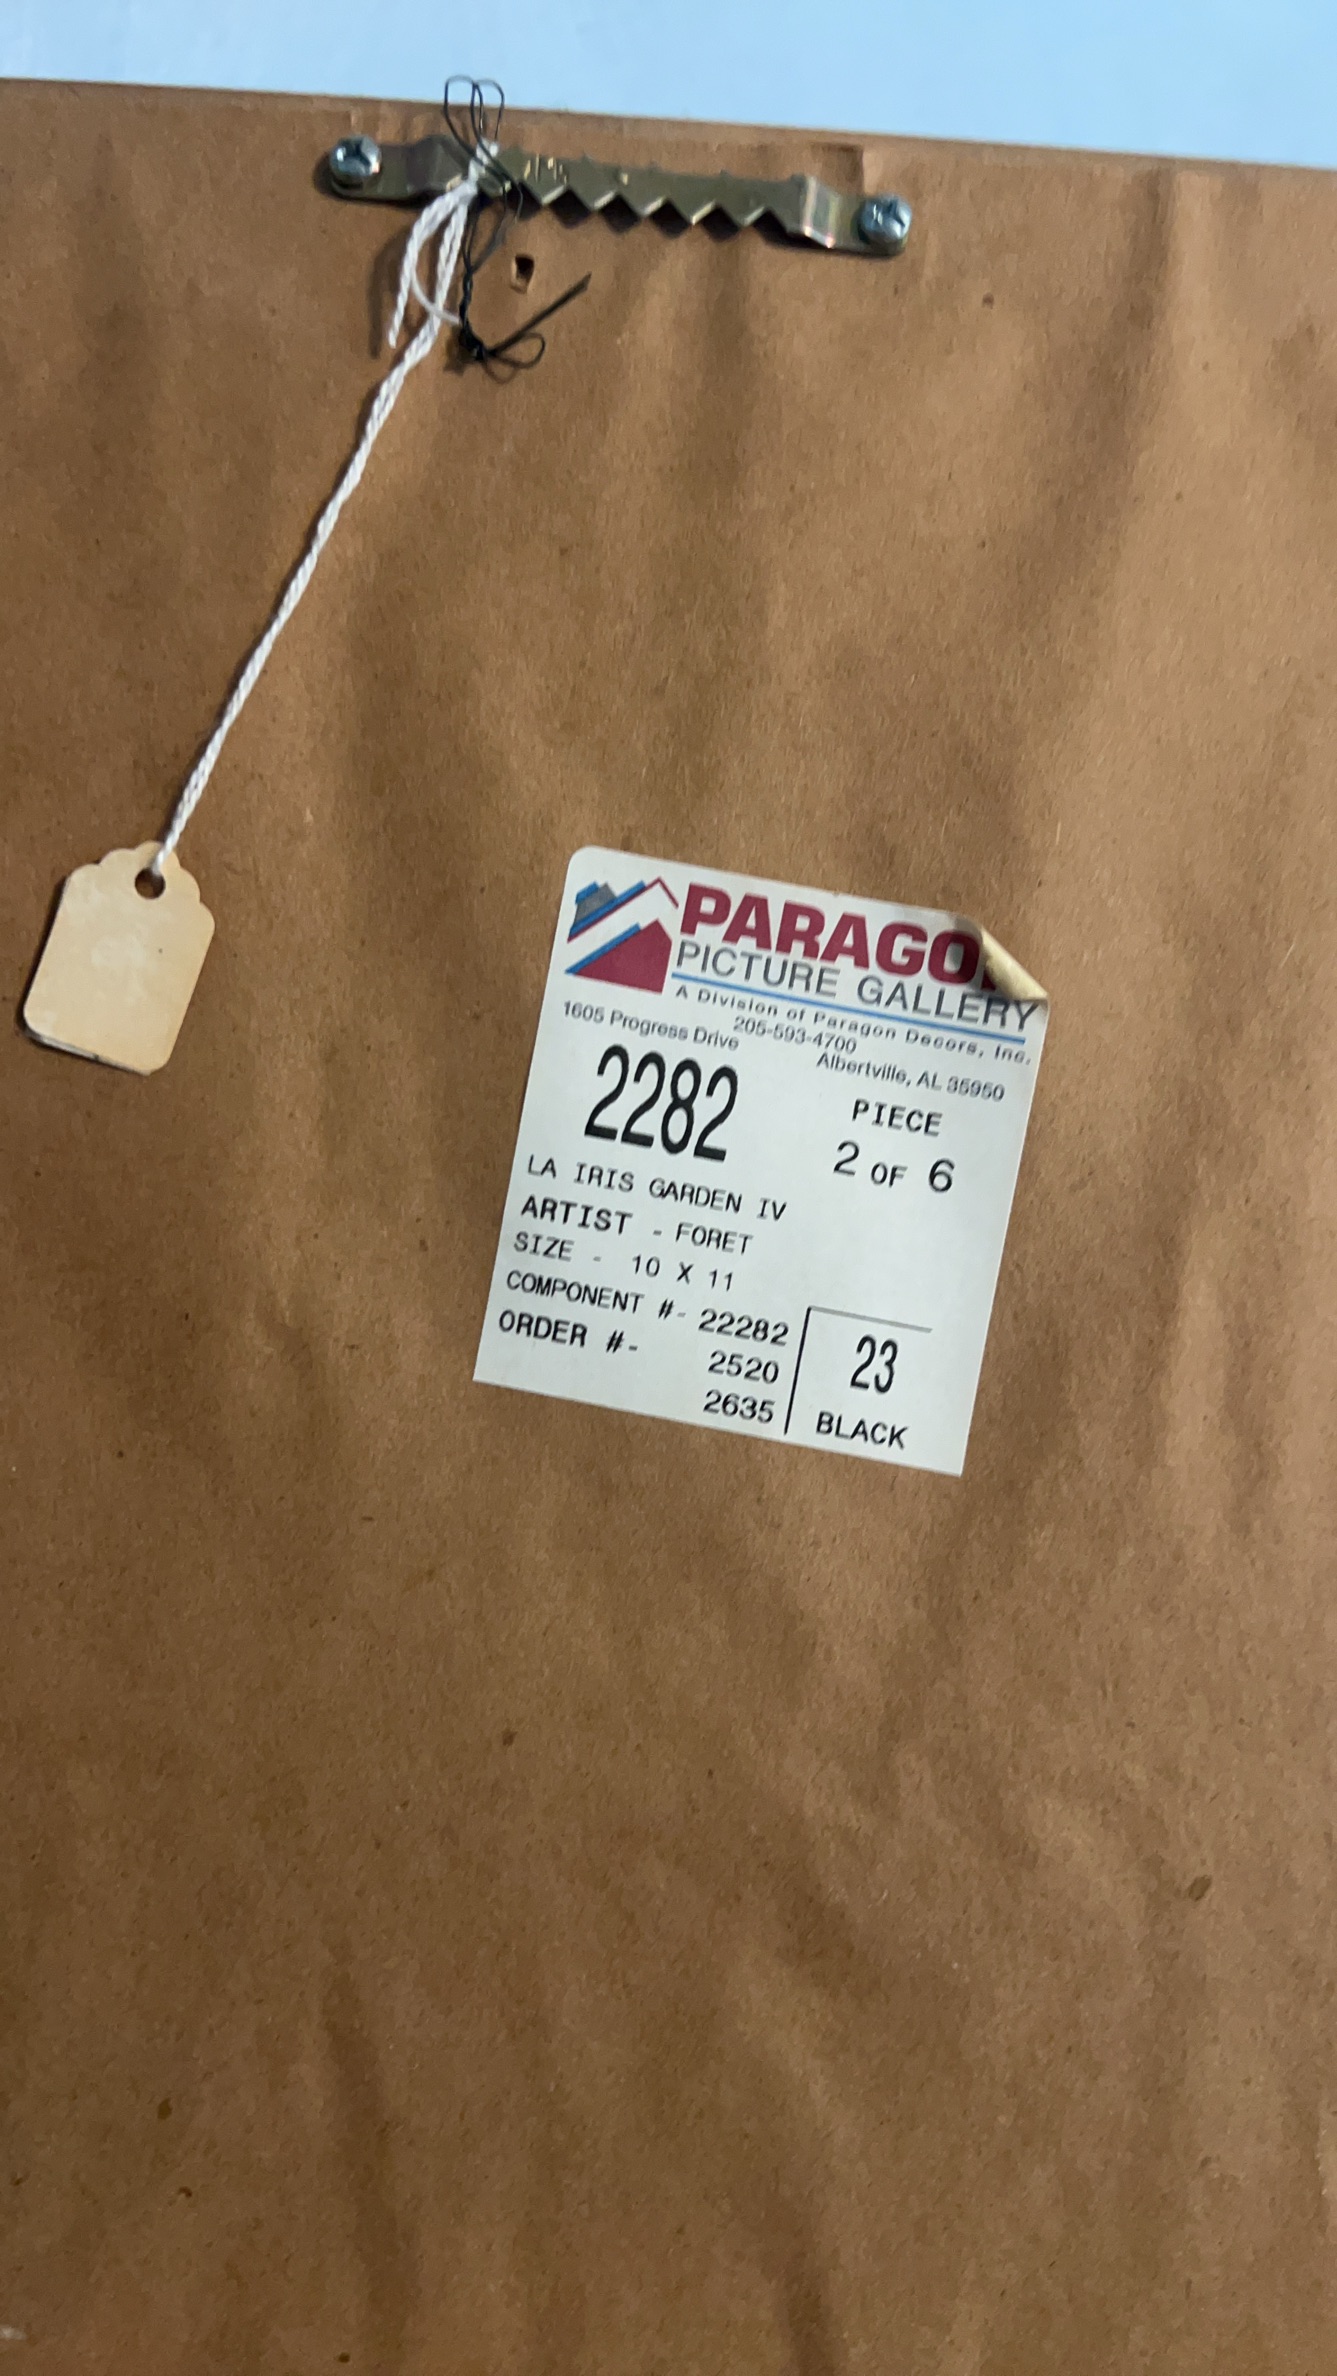 PARAGO
PICTURE GALLERY
A Division of Paragon Decors, Inc.
205-593-4700
1605 Progress Drive Albertville, AL 35950
2282
PIECE
2 OF 6
LA IRIS GARDEN IV
ARTIST - FORET
SIZE - 10 X 11
COMPONENT #- 22282
ORDER #- 2520
2635
23
BLACK